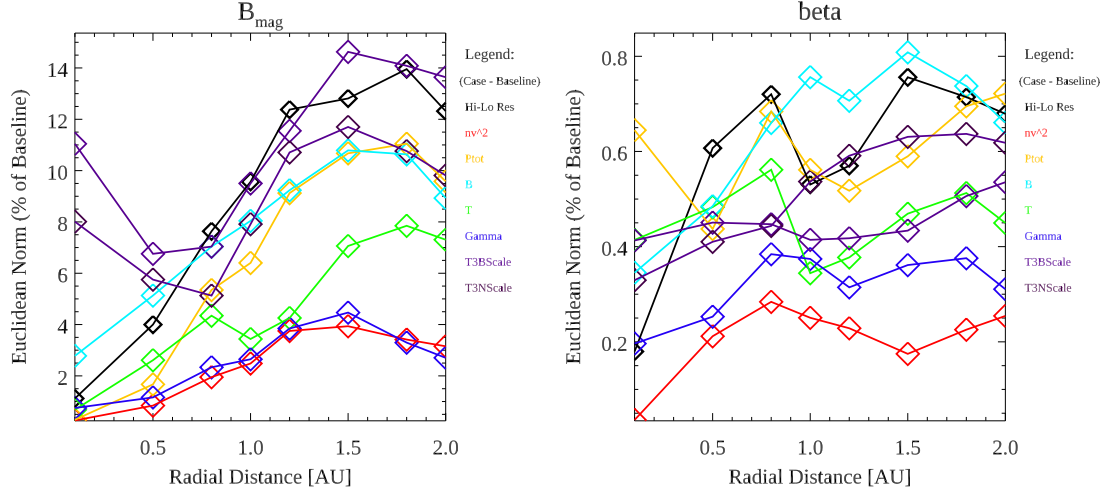 B_mag
14
12
10
8
6
4
2
Euclidean Norm (% of Baseline)
0.5 1.0 1.5 2.0
Radial Distance [AU]
Legend:
(Case - Baseline)
Hi-Lo Res
nv^2
Ptot
B
T
Gamma
T3BScale
T3NScale
beta
0.8
0.6
0.4
0.2
Euclidean Norm (% of Baseline)
0.5 1.0 1.5 2.0
Radial Distance [AU]
Legend:
(Case - Baseline)
Hi-Lo Res
nv^2
Ptot
B
T
Gamma
T3BScale
T3NScale